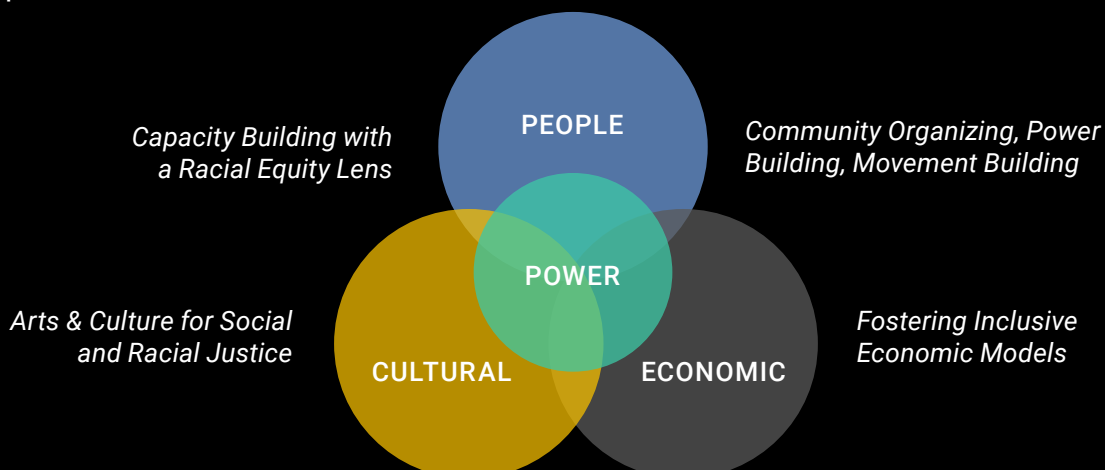 PEOPLE
Capacity Building with
a Racial Equity Lens
Community Organizing, Power
Building, Movement Building
POWER
Arts & Culture for Social
and Racial Justice
Fostering Inclusive
Economic Models
CULTURAL
ECONOMIC